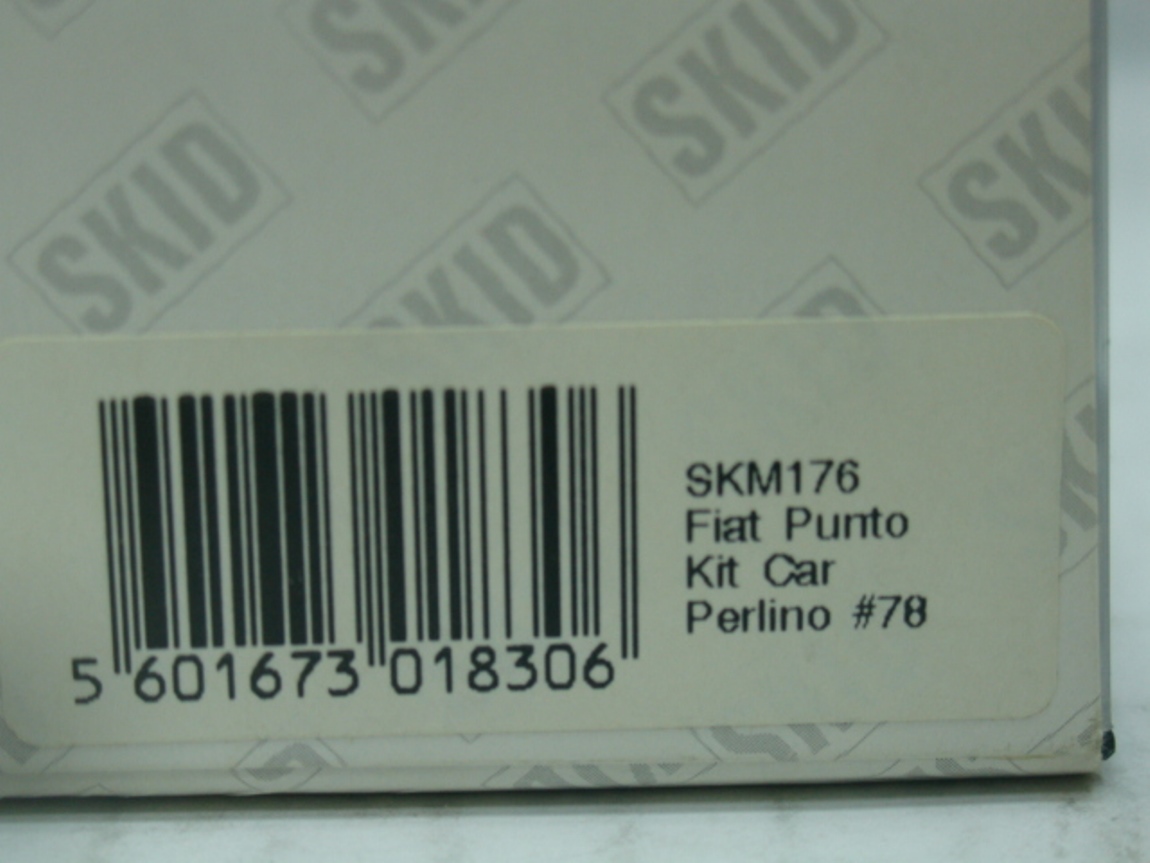 SKID
SKID
SKID
SKID
SKID
SKM176
Fiat Punto
Kit Car
Perlino #78
5 601673 018306